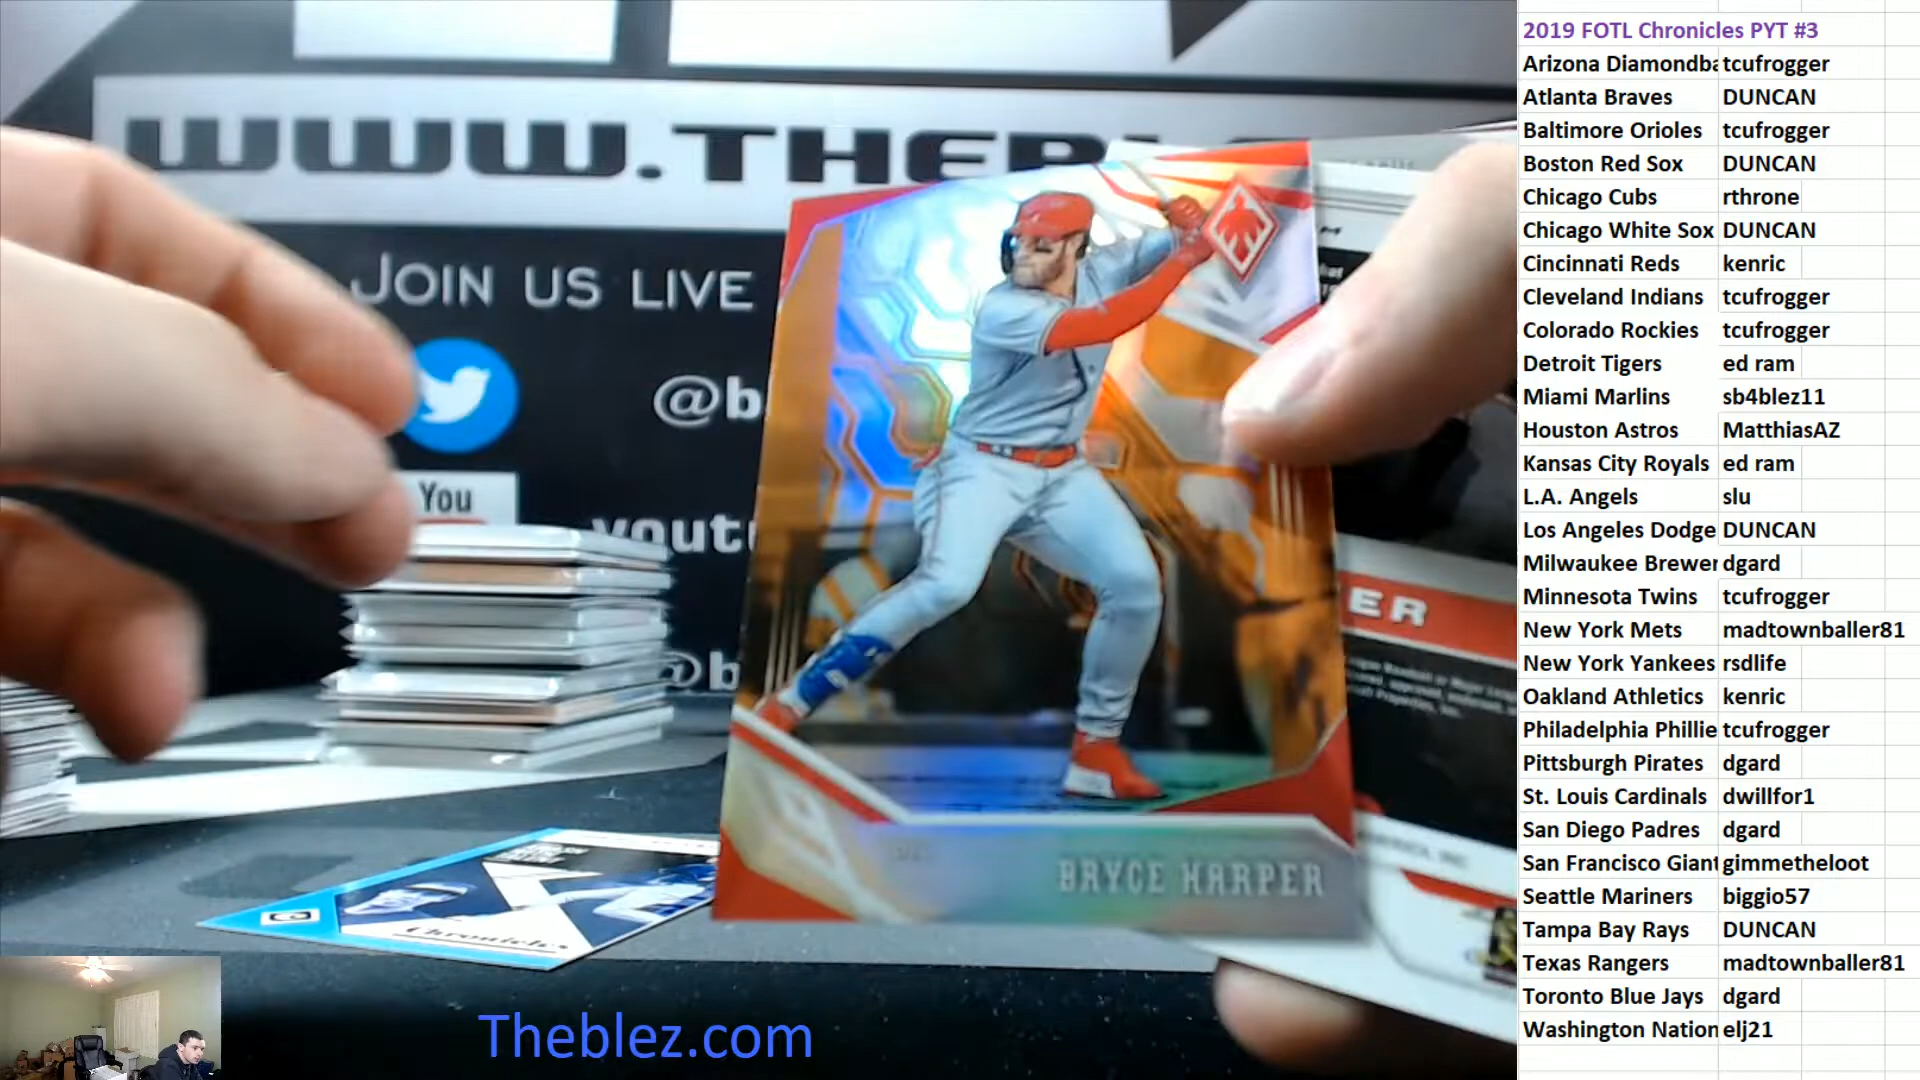 WWW.THEB
JOIN US LIVE
@b
You
youtu
@b
ER
BRYCE HARPER
Chronicles
Theblez.com
2019 FOTL Chronicles PYT #3
Arizona Diamondba tcufrogger
Atlanta Braves DUNCAN
Baltimore Orioles tcufrogger
Boston Red Sox DUNCAN
Chicago Cubs rthrone
Chicago White Sox DUNCAN
Cincinnati Reds kenric
Cleveland Indians tcufrogger
Colorado Rockies tcufrogger
Detroit Tigers ed ram
Miami Marlins sb4blez11
Houston Astros MatthiasAZ
Kansas City Royals ed ram
L.A. Angels slu
Los Angeles Dodge DUNCAN
Milwaukee Brewer dgard
Minnesota Twins tcufrogger
New York Mets madtownballer81
New York Yankees rsdlife
Oakland Athletics kenric
Philadelphia Phillie tcufrogger
Pittsburgh Pirates dgard
St. Louis Cardinals dwillfor1
San Diego Padres dgard
San Francisco Giant gimmetheloot
Seattle Mariners biggio57
Tampa Bay Rays DUNCAN
Texas Rangers madtownballer81
Toronto Blue Jays dgard
Washington Nation elj21